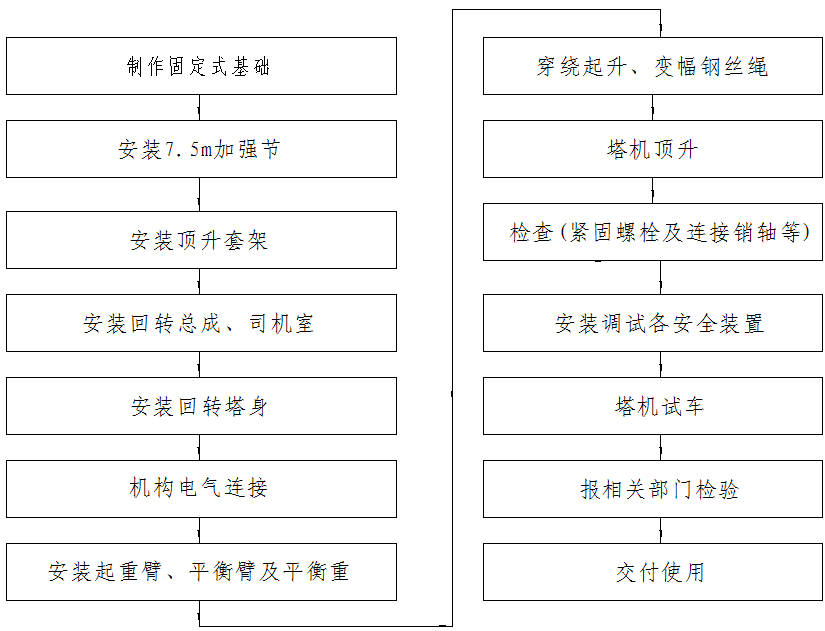 制作固定式基础
安装7.5m加强节
安装顶升套架
安装回转总成、司机室
安装回转塔身
机构电气连接
安装起重臂、平衡臂及平衡重
穿绕起升、变幅钢丝绳
塔机顶升
检查(紧固螺栓及连接销轴等)
安装调试各安全装置
塔机试车
报相关部门检验
交付使用